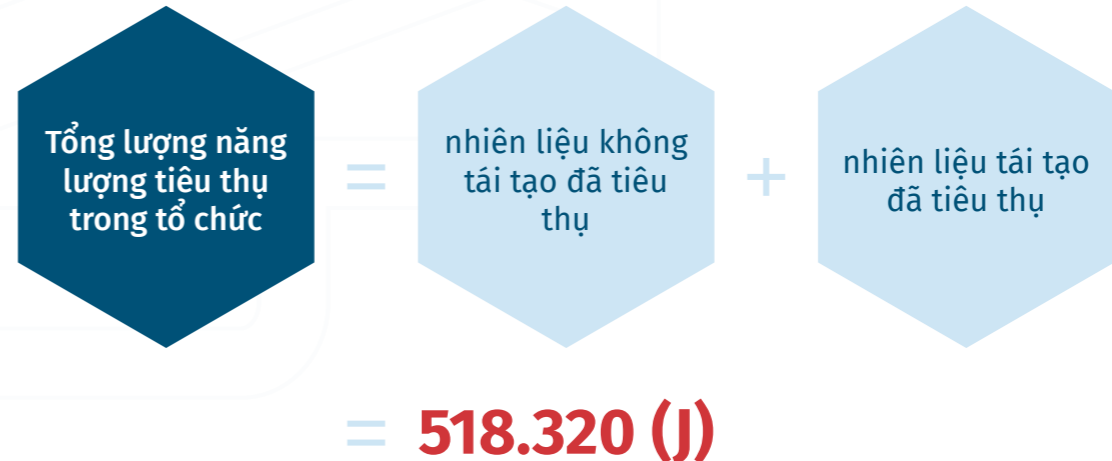 Tổng lượng năng
lượng tiêu thụ
trong tổ chức
=
nhiên liệu không
tái tạo đã tiêu
thụ
+
nhiên liệu tái tạo
đã tiêu thụ
= 518.320 (J)